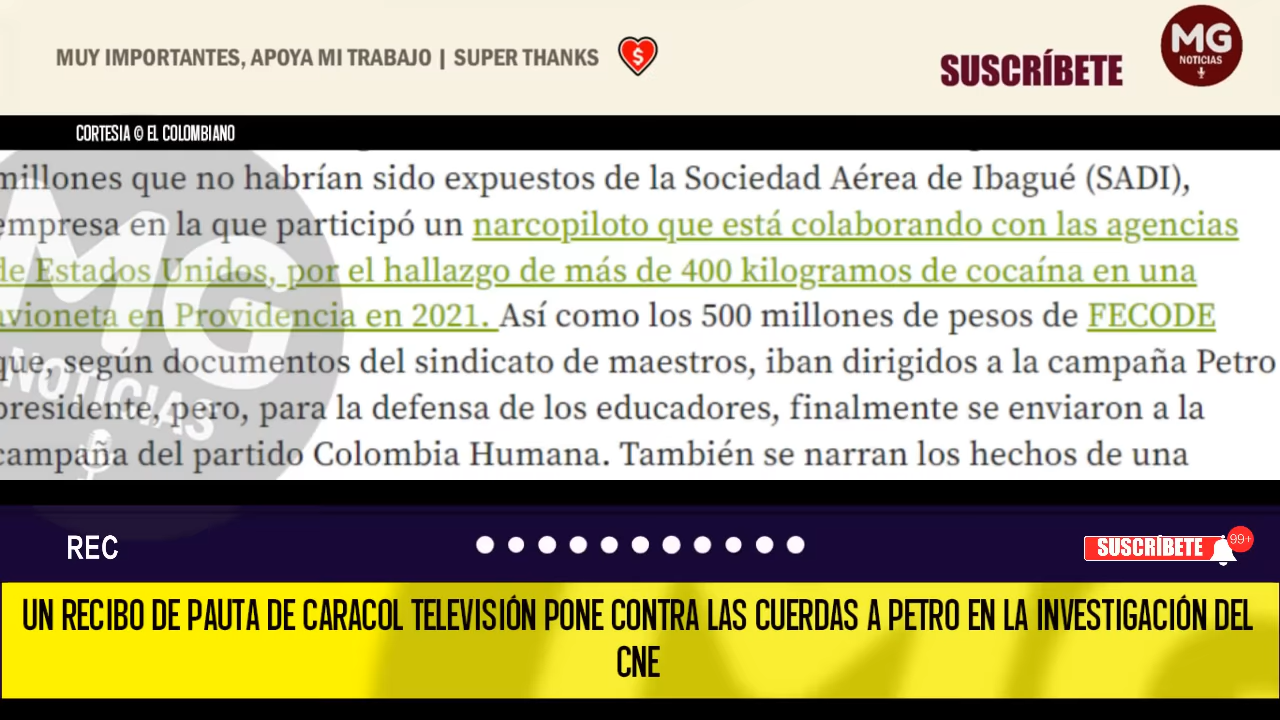 MUY IMPORTANTES, APOYA MI TRABAJO | SUPER THANKS
$
SUSCRÍBETE
MG
NOTICIAS
CORTESIA © EL COLOMBIANO
millones que no habrían sido expuestos de la Sociedad Aérea de Ibagué (SADI),
empresa en la que participó un narcopiloto que está colaborando con las agencias
de Estados Unidos, por el hallazgo de más de 400 kilogramos de cocaína en una
avioneta en Providencia en 2021. Así como los 500 millones de pesos de FECODE
que, según documentos del sindicato de maestros, iban dirigidos a la campaña Petro
presidente, pero, para la defensa de los educadores, finalmente se enviaron a la
campaña del partido Colombia Humana. También se narran los hechos de una
MG
NOTICIAS
REC
SUSCRÍBETE
99+
UN RECIBO DE PAUTA DE CARACOL TELEVISIÓN PONE CONTRA LAS CUERDAS A PETRO EN LA INVESTIGACIÓN DEL
CNE